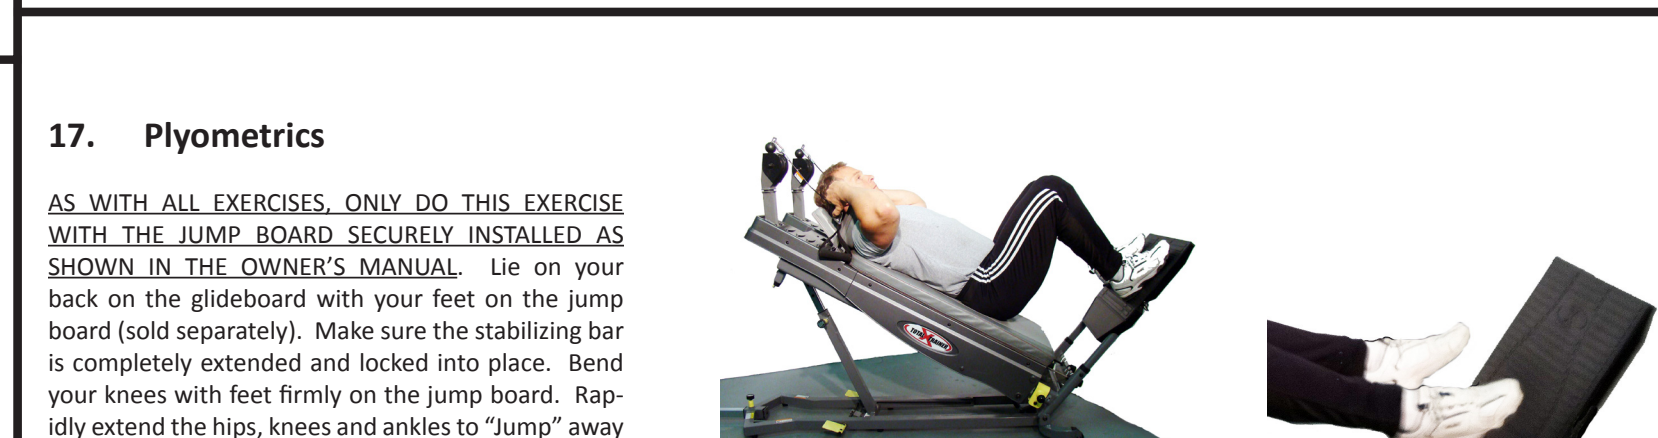 17. Plyometrics
AS WITH ALL EXERCISES, ONLY DO THIS EXERCISE
WITH THE JUMP BOARD SECURELY INSTALLED AS
SHOWN IN THE OWNER’S MANUAL. Lie on your
back on the glideboard with your feet on the jump
board (sold separately). Make sure the stabilizing bar
is completely extended and locked into place. Bend
your knees with feet firmly on the jump board. Rap-
idly extend the hips, knees and ankles to “Jump” away
TOTAL X TRAINER